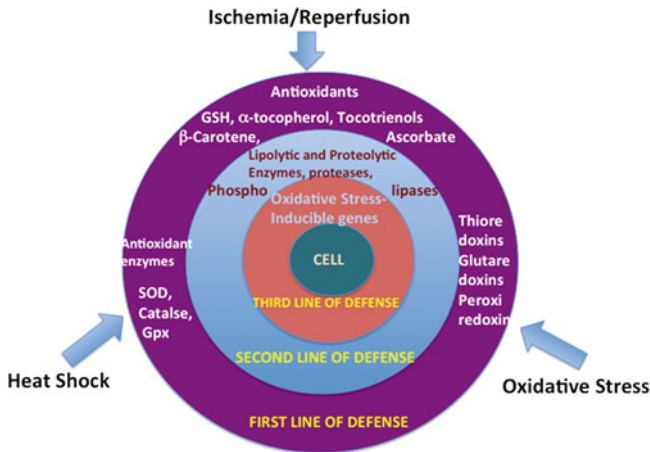 Ischemia/Reperfusion
Antioxidants
GSH, α-tocopherol, Tocotrienols
β-Carotene,
Ascorbate
Lipolytic and Proteolytic
Enzymes, proteases,
Phospho
lipases
Oxidative Stress-
Inducible genes
CELL
THIRD LINE OF DEFENSE
SECOND LINE OF DEFENSE
FIRST LINE OF DEFENSE
Antioxidant
enzymes
SOD,
Catalse,
Gpx
Thiore
doxins
Glutare
doxins
Peroxi
redoxin
Heat Shock
Oxidative Stress